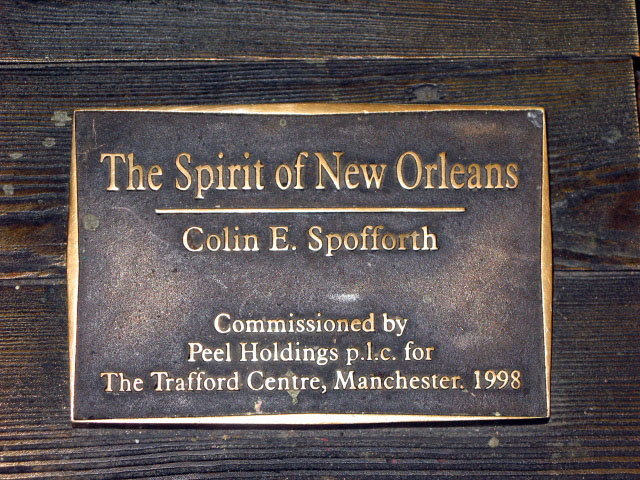 The Spirit of New Orleans
Colin E. Spofforth
Commissioned by
Peel Holdings p.l.c. for
The Trafford Centre, Manchester. 1998